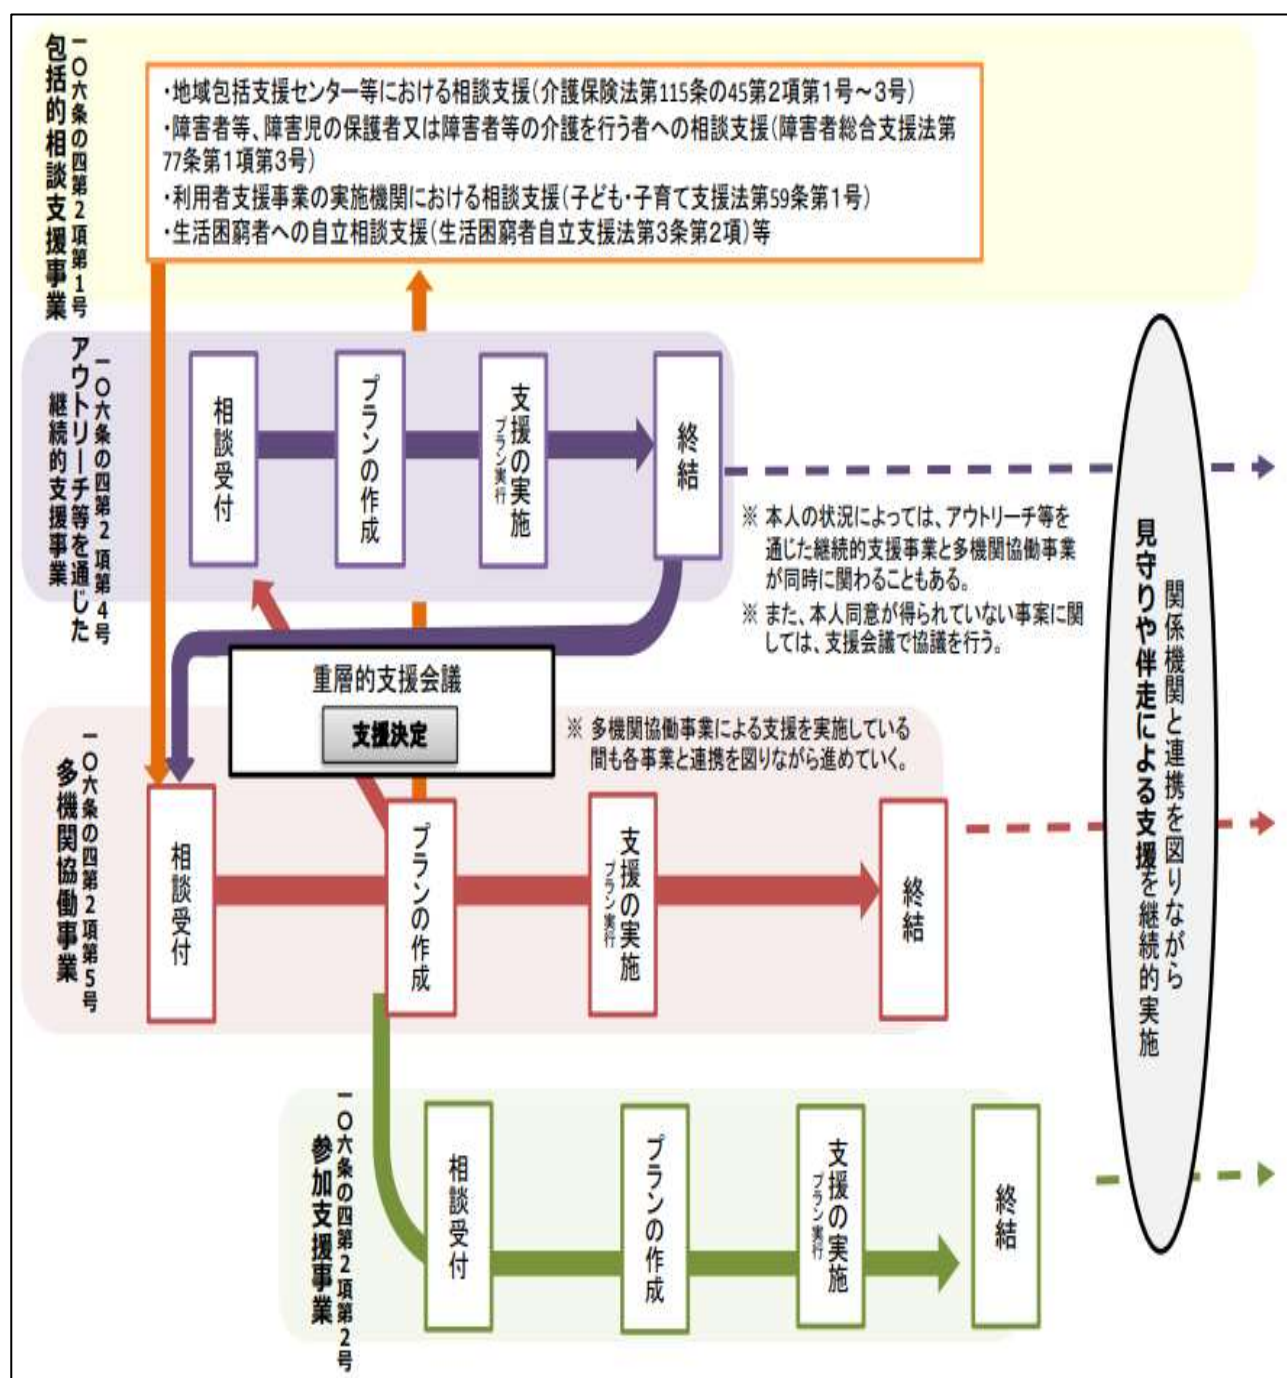 一〇六条の四第2項第1号
包括的相談支援事業
・地域包括支援センター等における相談支援(介護保険法第115条の45第2項第1号～3号)
・障害者等、障害児の保護者又は障害者等の介護を行う者への相談支援(障害者総合支援法第
77条第1項第3号)
・利用者支援事業の実施機関における相談支援(子ども・子育て支援法第59条第1号)
・生活困窮者への自立相談支援(生活困窮者自立支援法第3条第2項)等
一〇六条の四第2項第4号
アウトリーチ等を通じた
継続的支援事業
相談受付
プランの作成
支援の実施
プラン実行
終結
※ 本人の状況によっては、アウトリーチ等を
通じた継続的支援事業と多機関協働事業
が同時に関わることもある。
※ また、本人同意が得られていない事案に関
しては、支援会議で協議を行う。
重層的支援会議
支援決定
※ 多機関協働事業による支援を実施している
間も各事業と連携を図りながら進めていく。
一〇六条の四第2項第5号
多機関協働事業
相談受付
プランの作成
支援の実施
プラン実行
終結
一〇六条の四第2項第2号
参加支援事業
相談受付
プランの作成
支援の実施
プラン実行
終結
関係機関と連携を図りながら
見守りや伴走による支援を継続的実施